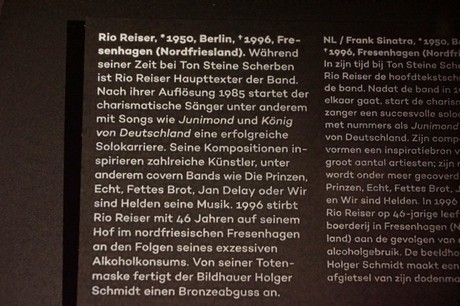 Rio Reiser, *1950, Berlin, †1996, Fre-
senhagen (Nordfriesland). Während
seiner Zeit bei Ton Steine Scherben
ist Rio Reiser Haupttexter der Band.
Nach ihrer Auflösung 1985 startet der
charismatische Sänger unter anderem
mit Songs wie Junimond und König
von Deutschland eine erfolgreiche
Solokarriere. Seine Kompositionen in-
spirieren zahlreiche Künstler, unter
anderem covern Bands wie Die Prinzen,
Echt, Fettes Brot, Jan Delay oder Wir
sind Helden seine Musik. 1996 stirbt
Rio Reiser mit 46 Jahren auf seinem
Hof im nordfriesischen Fresenhagen
an den Folgen seines exzessiven
Alkoholkonsums. Von seiner Toten-
maske fertigt der Bildhauer Holger
Schmidt einen Bronzeabguss an.
NL / Frank Sinatra, *1950, B
†1996, Fresenhagen (Nordfri
In zijn tijd bij Ton Steine Sch
Rio Reiser de hoofdtekstsch
de band. Nadat de band in 1
elkaar gaat, start de charism
zanger een succesvolle solo
met nummers als Junimond
von Deutschland. Zijn comp
vormen een inspiratiebron v
groot aantal artiesten; zijn m
wordt onder meer gecoverd
Prinzen, Echt, Fettes Brot, J
en Wir sind Helden. In 1996
Rio Reiser op 46-jarige leef
boerderij in Fresenhagen (N
land) aan de gevolgen van
alcoholgebruik. De beeldho
Holger Schmidt maakt een
afgietsel van zijn dodenma